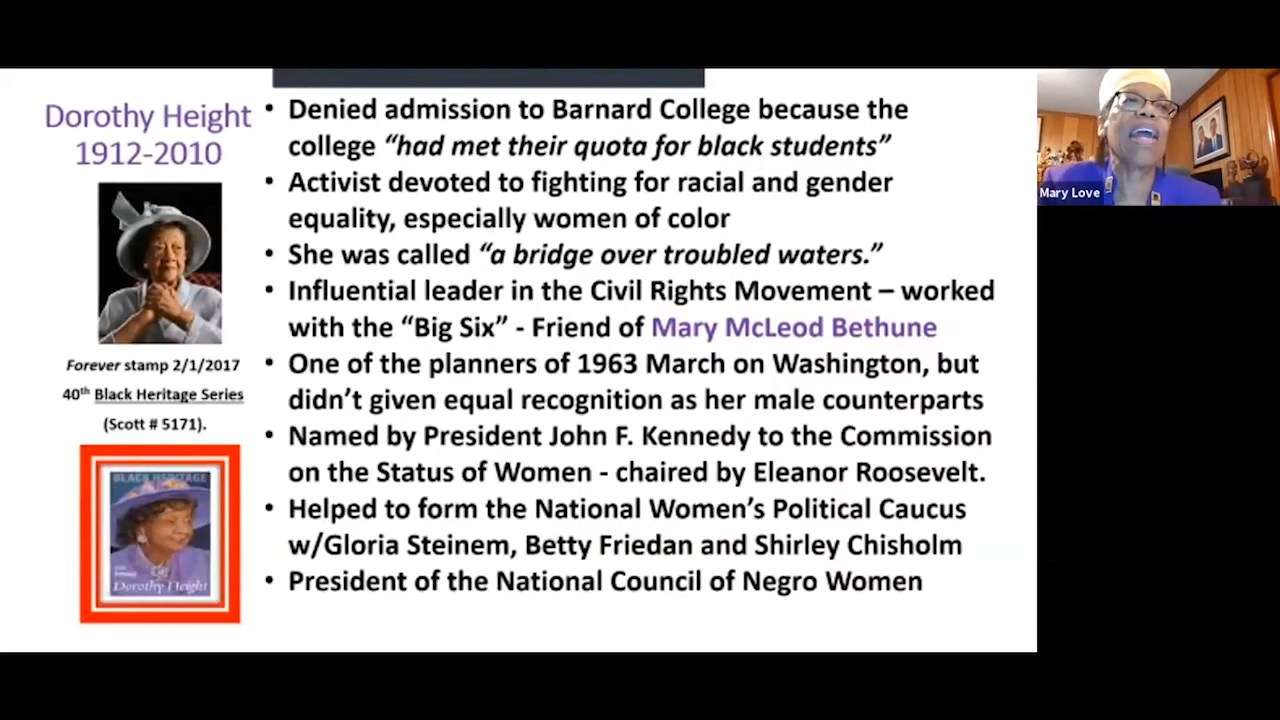 Dorothy Height
1912-2010
Forever stamp 2/1/2017
40th Black Heritage Series
(Scott # 5171).
BLACK HERITAGE
Dorothy Height
• Denied admission to Barnard College because the
college “had met their quota for black students”
• Activist devoted to fighting for racial and gender
equality, especially women of color
• She was called “a bridge over troubled waters.”
• Influential leader in the Civil Rights Movement – worked
with the “Big Six” - Friend of Mary McLeod Bethune
• One of the planners of 1963 March on Washington, but
didn’t given equal recognition as her male counterparts
• Named by President John F. Kennedy to the Commission
on the Status of Women - chaired by Eleanor Roosevelt.
• Helped to form the National Women’s Political Caucus
w/Gloria Steinem, Betty Friedan and Shirley Chisholm
• President of the National Council of Negro Women
Mary Love